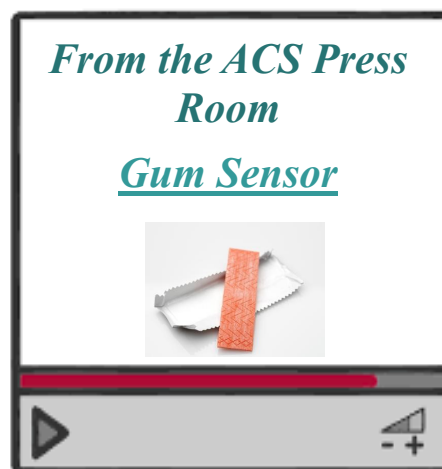 From the ACS Press
Room
Gum Sensor
- +